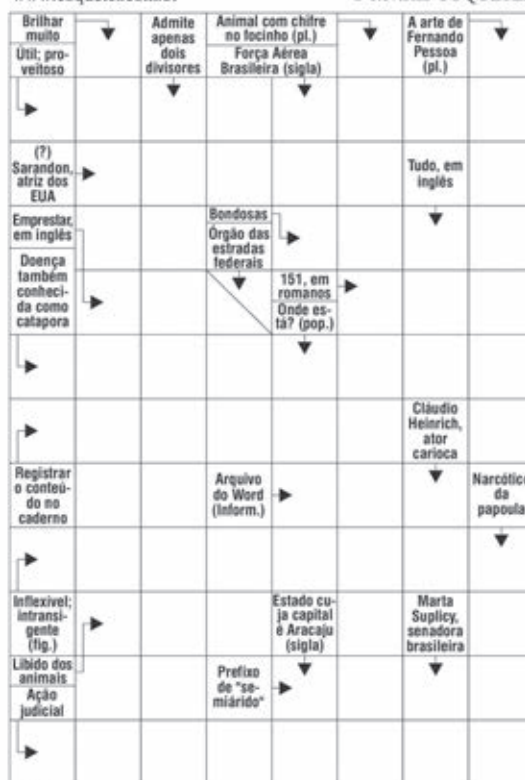 Brilhar
muito
Útil; pro-
veitoso
Admite
apenas
dois
divisores
Animal com chifre
no focinho (pl.)
Força Aérea
Brasileira (sigla)
A arte de
Fernando
Pessoa
(pl.)
(?)
Sarandon,
atriz dos
EUA
Tudo, em
inglês
Emprestar,
em inglês
Doença
também
conheci-
da como
catapora
Bondosas
Órgão das
estradas
federais
151, em
romanos
Onde es-
tá? (pop.)
Cláudio
Heinrich,
ator
carioca
Registrar
o conteú-
do no
caderno
Arquivo
do Word
(Inform.)
Narcótico
da
papoula
Inflexível;
intransi-
gente
(fig.)
Estado cu-
ja capital
é Aracaju
(sigla)
Marta
Suplicy,
senadora
brasileira
Libido dos
animais
Ação
judicial
Prefixo
de "se-
miárido"